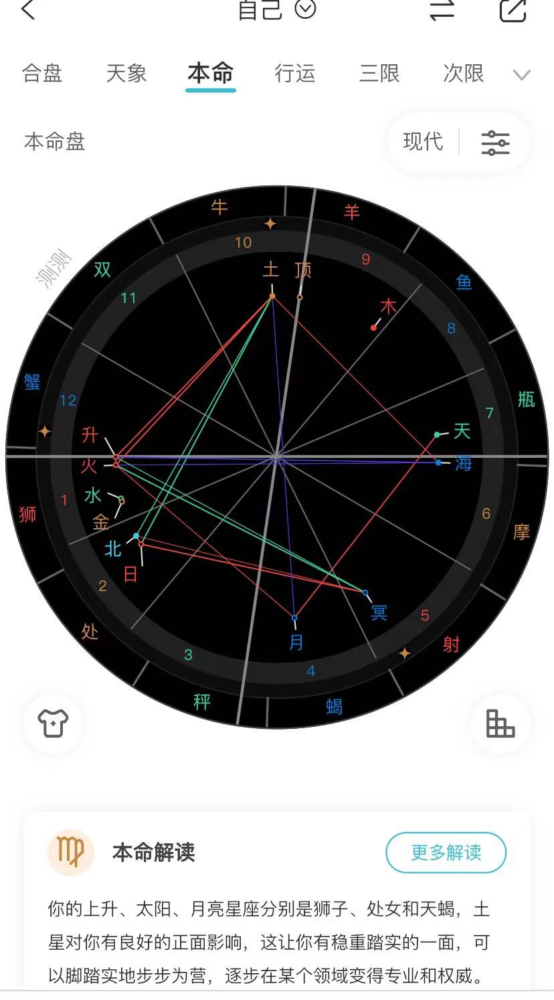 自己
合盘 天象 本命 行运 三限 次限
本命盘 现代
测测
牛 羊
10 9
双 土 顶 鱼
11 木 8
蟹 瓶
12 7
升 天
火 海
水
狮 1 金 6 摩
北
日
2 冥 5
处 月 射
3 4
秤 蝎
本命解读 更多解读
你的上升、太阳、月亮星座分别是狮子、处女和天蝎，土
星对你有良好的正面影响，这让你有稳重踏实的一面，可
以脚踏实地步步为营，逐步在某个领域变得专业和权威。